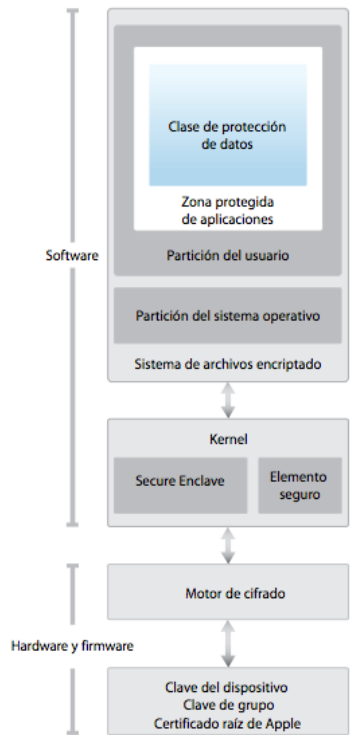 Clase de protección
de datos
Zona protegida
de aplicaciones
Software
Partición del usuario
Partición del sistema operativo
Sistema de archivos encriptado
Kernel
Secure Enclave
Elemento
seguro
Motor de cifrado
Hardware y firmware
Clave del dispositivo
Clave de grupo
Certificado raíz de Apple